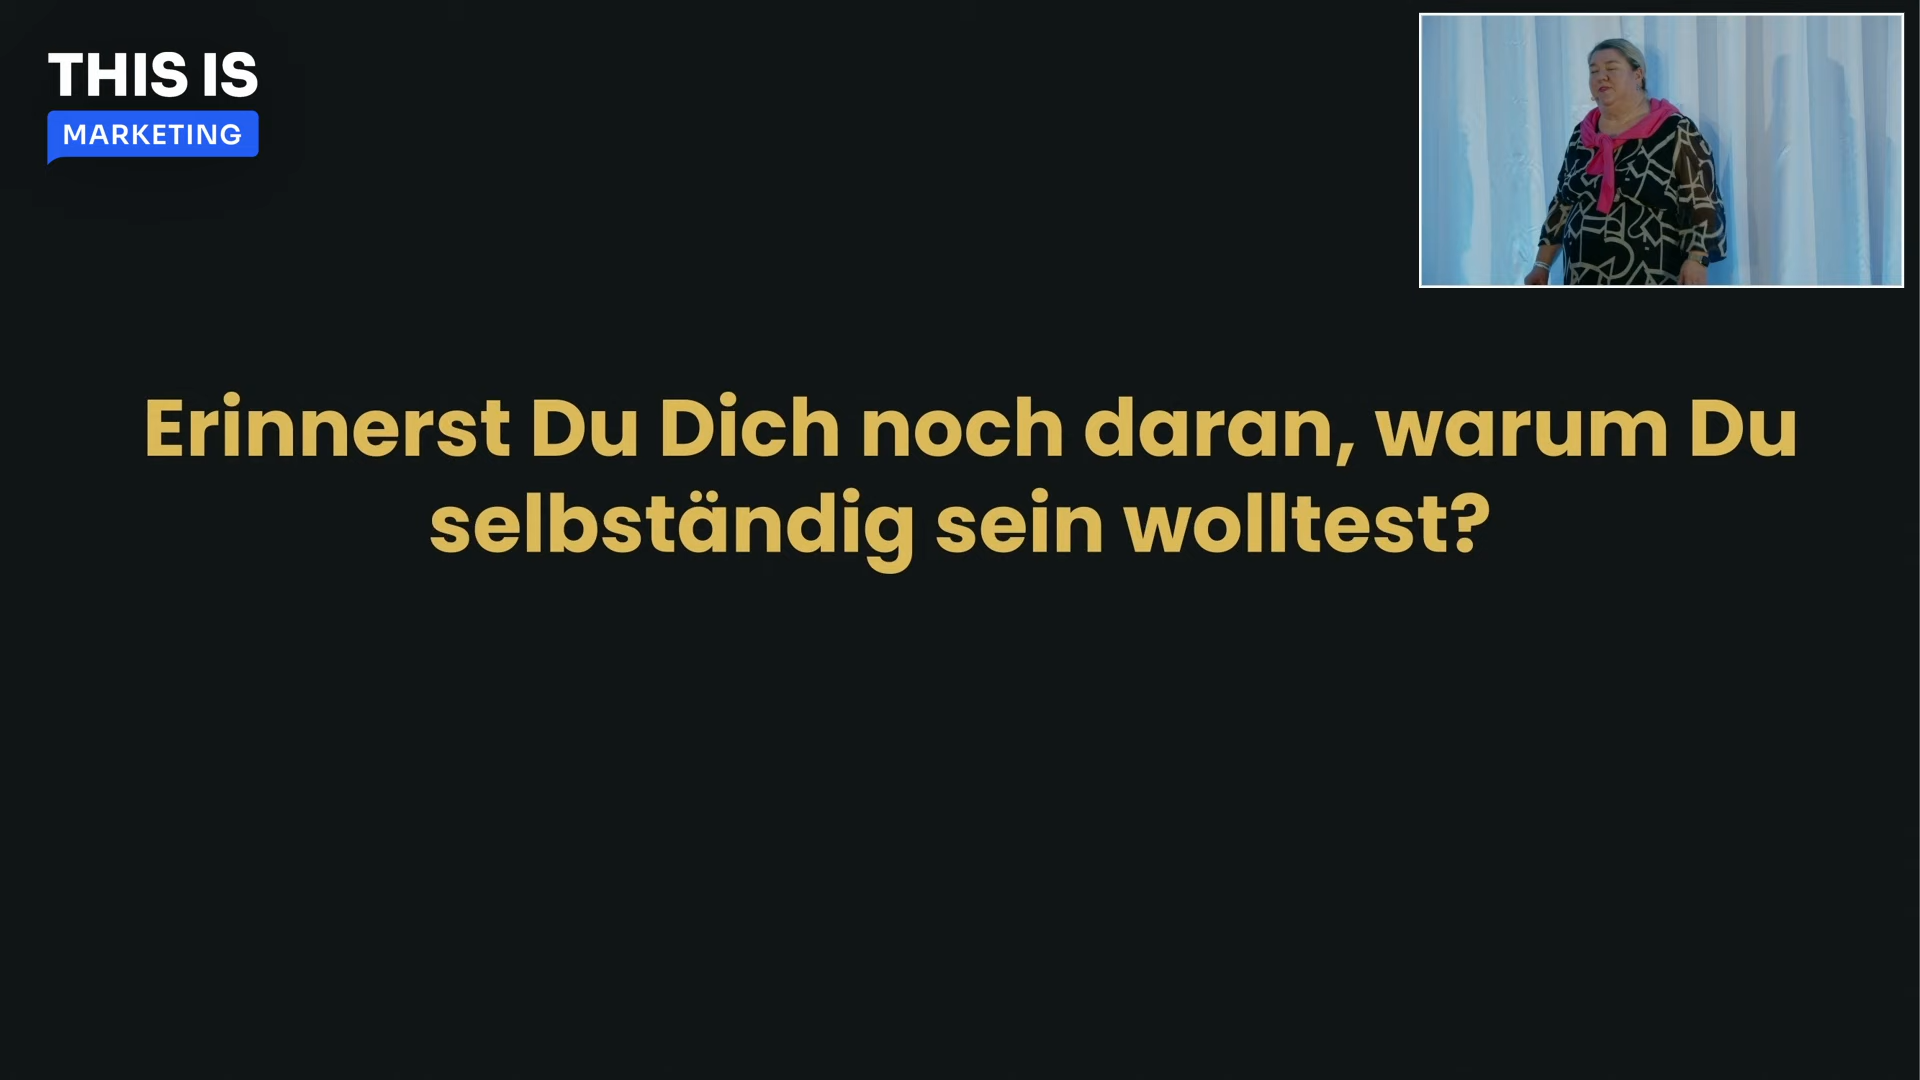 THIS IS
MARKETING
Erinnerst Du Dich noch daran, warum Du
selbständig sein wolltest?